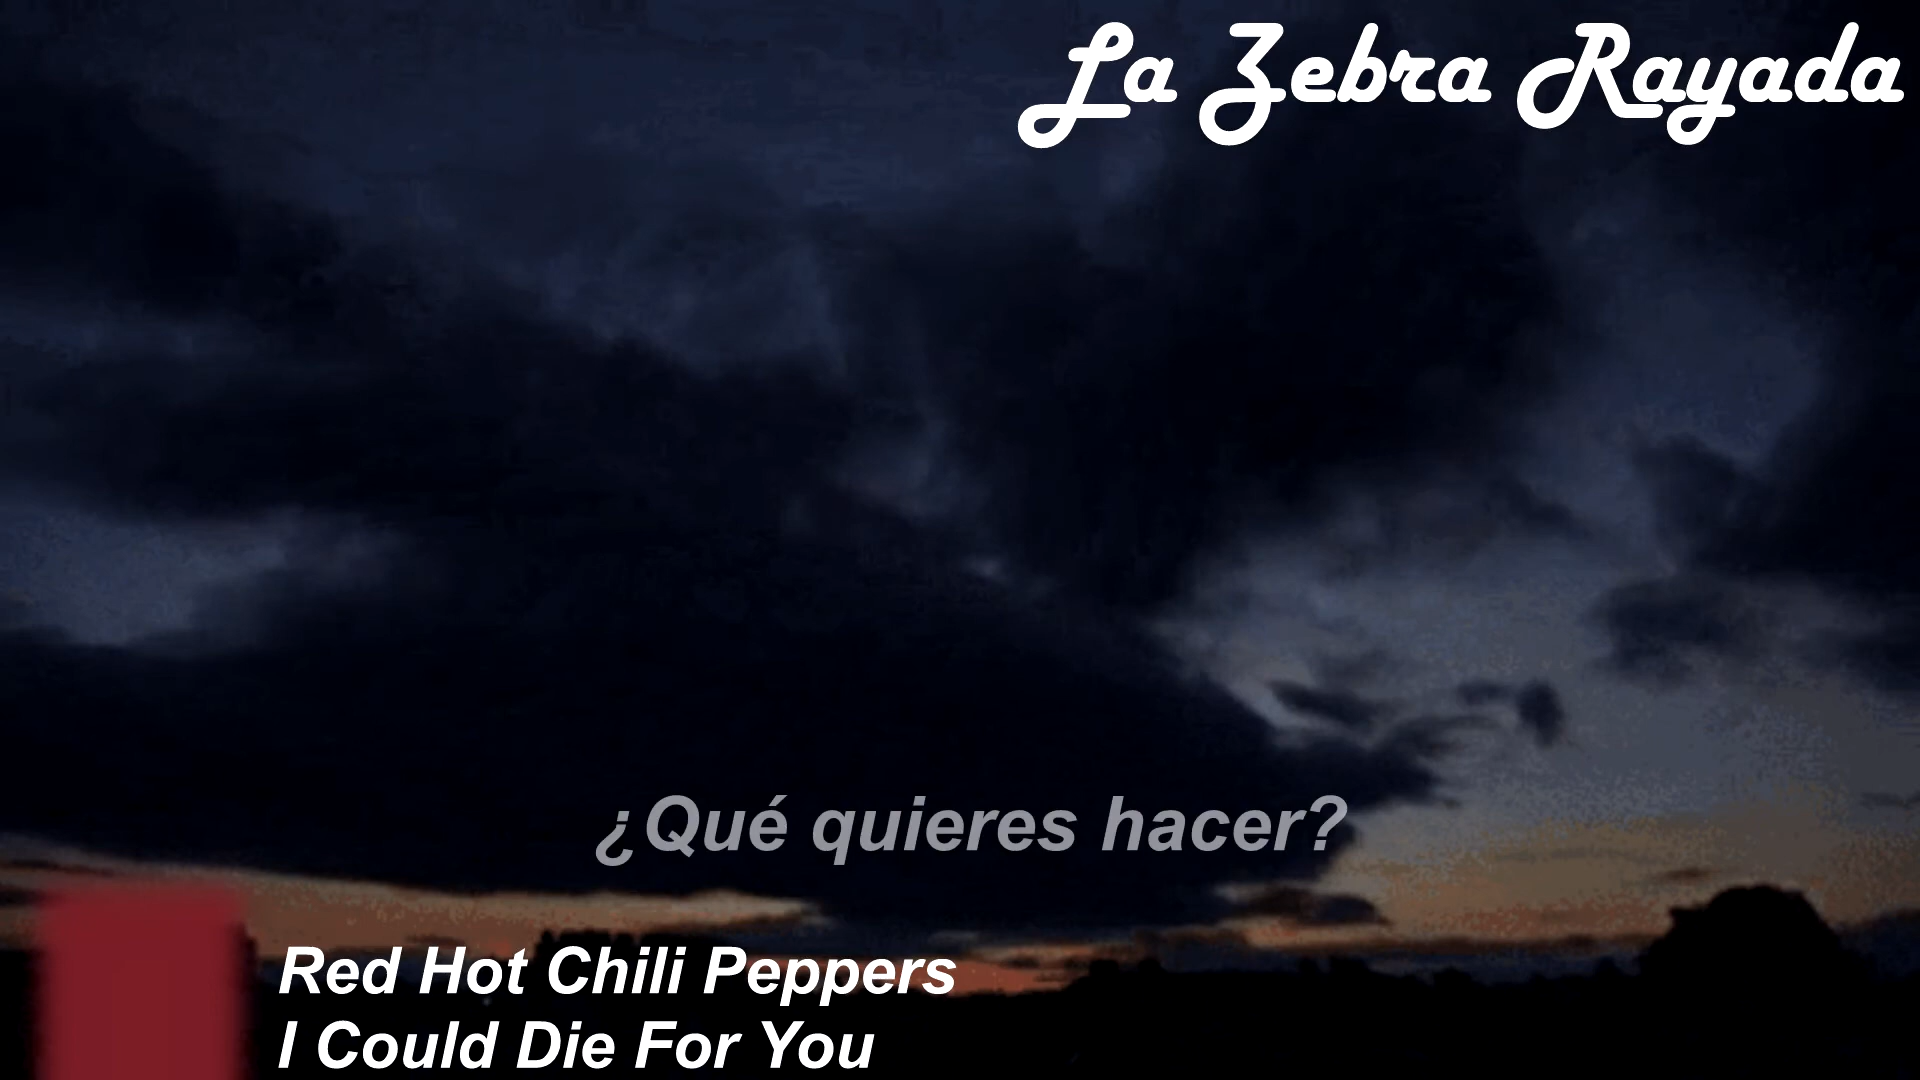 La Zebra Rayada
¿Qué quieres hacer?
Red Hot Chili Peppers
I Could Die For You